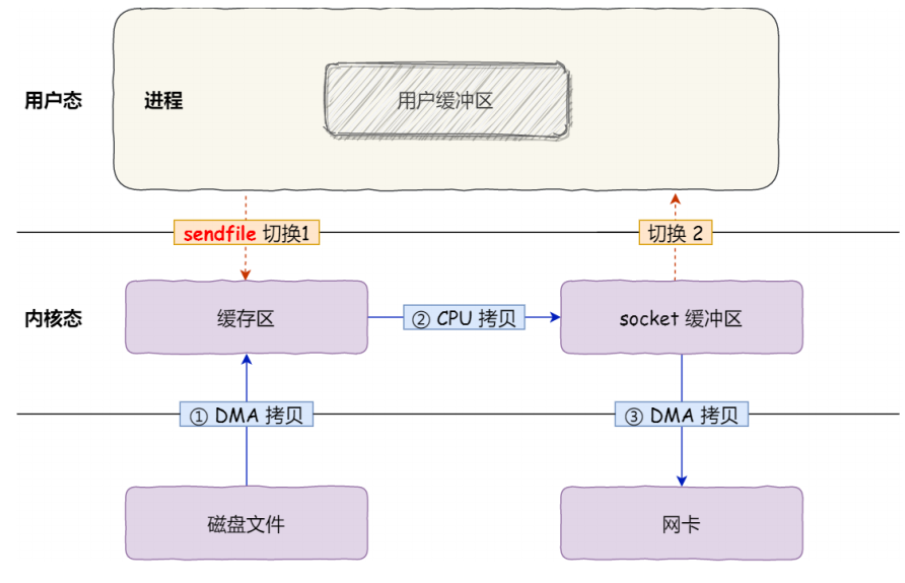 用户态
进程
用户缓冲区
sendfile 切换1
切换 2
内核态
缓存区
② CPU 拷贝
socket 缓冲区
① DMA 拷贝
③ DMA 拷贝
磁盘文件
网卡